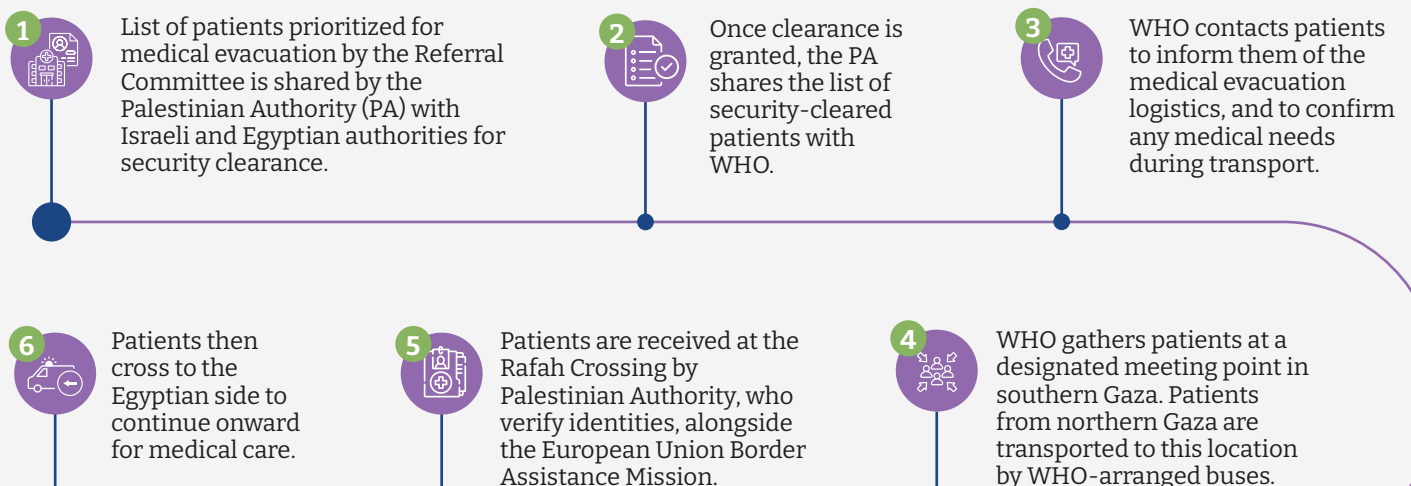 1
List of patients prioritized for
medical evacuation by the Referral
Committee is shared by the
Palestinian Authority (PA) with
Israeli and Egyptian authorities for
security clearance.
2
Once clearance is
granted, the PA
shares the list of
security-cleared
patients with
WHO.
3
WHO contacts patients
to inform them of the
medical evacuation
logistics, and to confirm
any medical needs
during transport.
4
WHO gathers patients at a
designated meeting point in
southern Gaza. Patients
from northern Gaza are
transported to this location
by WHO-arranged buses.
5
Patients are received at the
Rafah Crossing by
Palestinian Authority, who
verify identities, alongside
the European Union Border
Assistance Mission.
6
Patients then
cross to the
Egyptian side to
continue onward
for medical care.